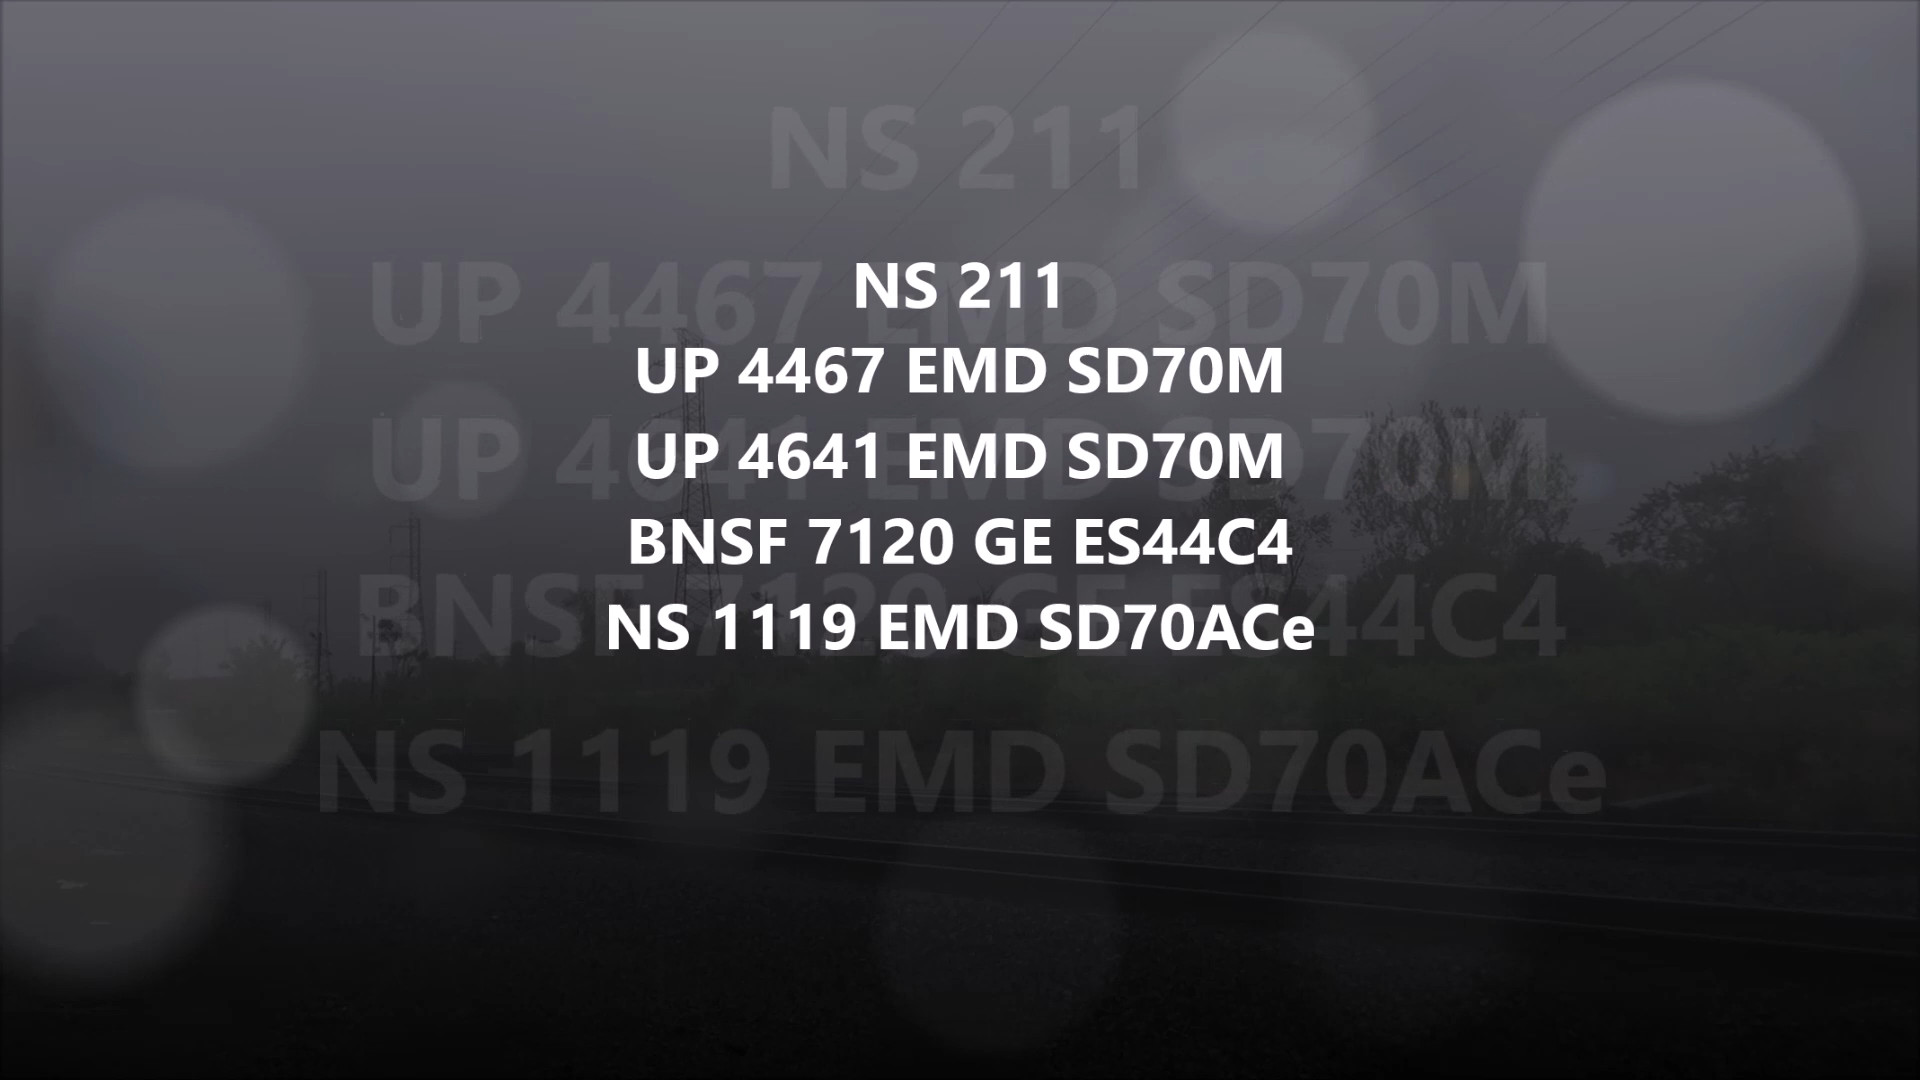 NS 211
UP 4467 EMD SD70M
UP 4641 EMD SD70M
BNSF 7120 GE ES44C4
NS 1119 EMD SD70ACe